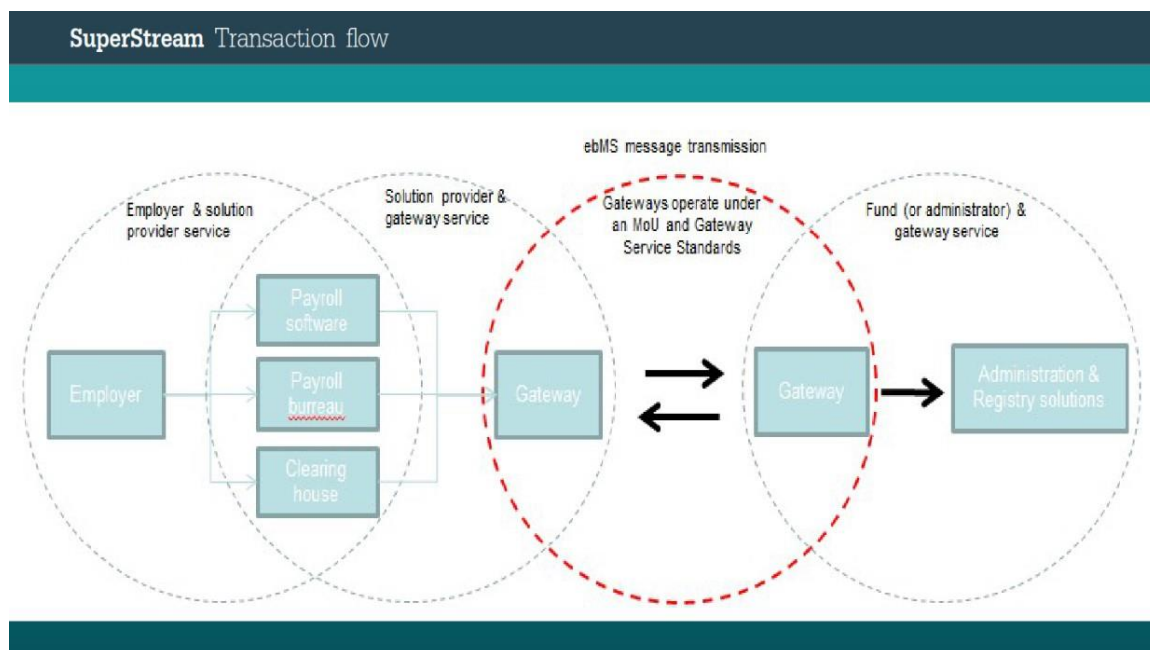 SuperStream Transaction flow
ebMS message transmission
Employer & solution
provider service
Solution provider &
gateway service
Gateways operate under
an MoU and Gateway
Service Standards
Fund (or administrator) &
gateway service
Payroll
software
Employer
Payroll
burreau
Clearing
house
Gateway
Gateway
Administration &
Registry solutions